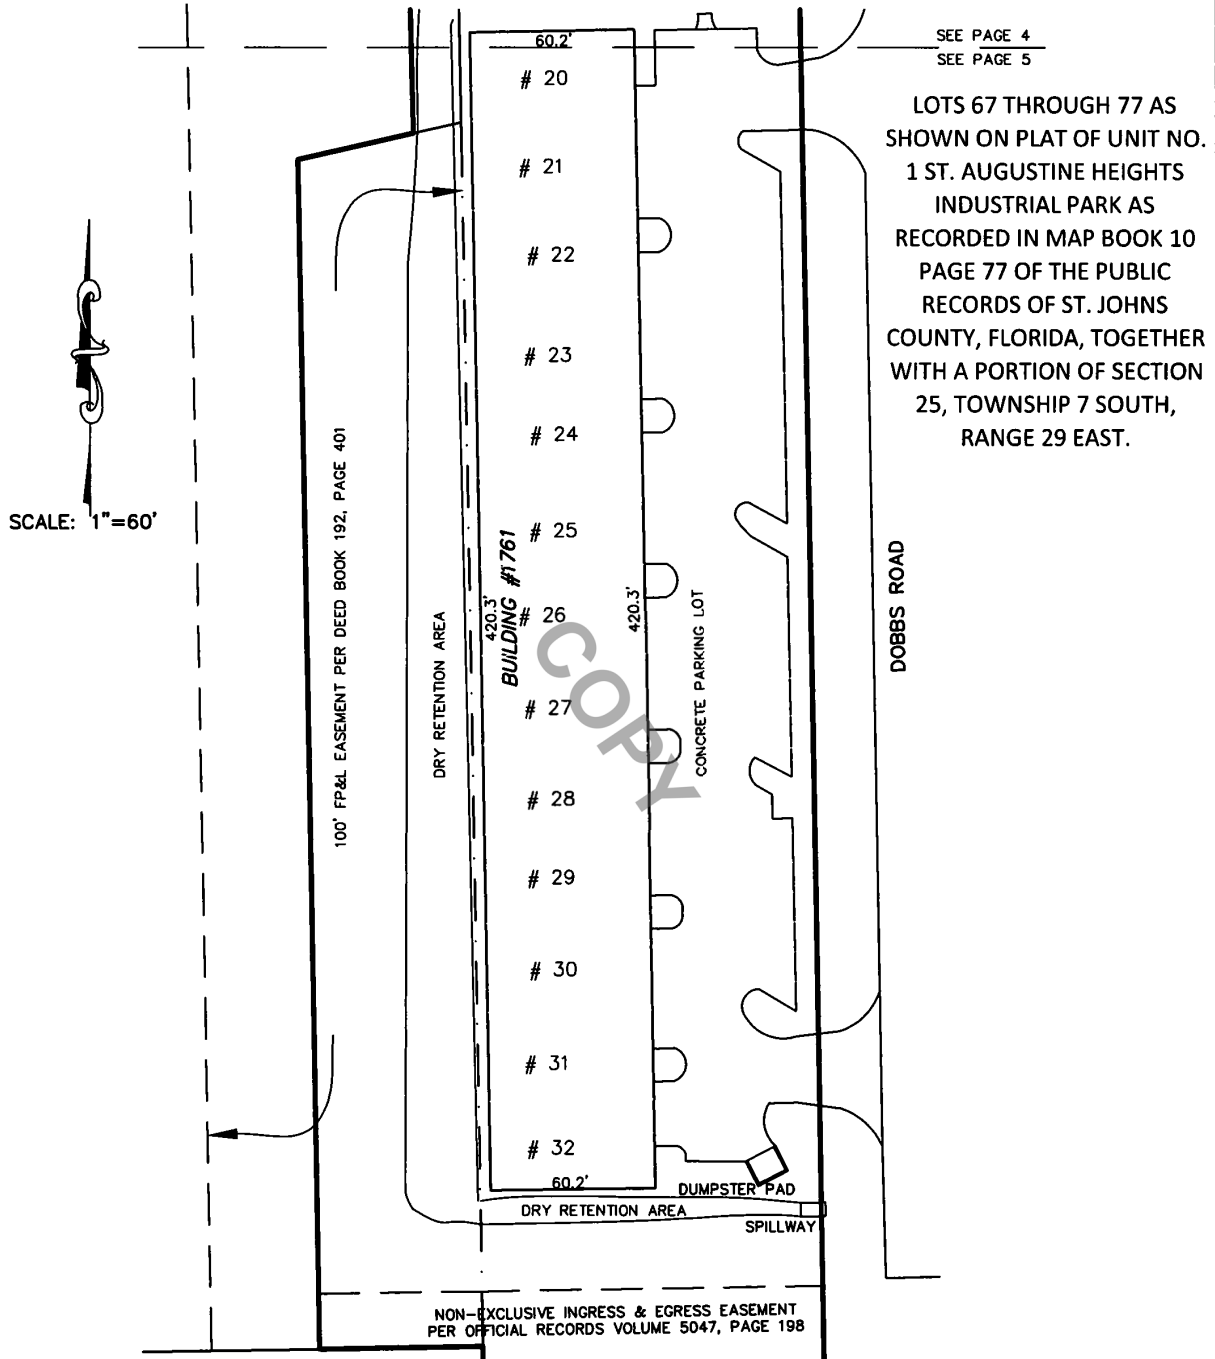 SEE PAGE 4
SEE PAGE 5
LOTS 67 THROUGH 77 AS
SHOWN ON PLAT OF UNIT NO.
1 ST. AUGUSTINE HEIGHTS
INDUSTRIAL PARK AS
RECORDED IN MAP BOOK 10
PAGE 77 OF THE PUBLIC
RECORDS OF ST. JOHNS
COUNTY, FLORIDA, TOGETHER
WITH A PORTION OF SECTION
25, TOWNSHIP 7 SOUTH,
RANGE 29 EAST.
60.2'
# 20
# 21
# 22
# 23
# 24
# 25
# 26
# 27
# 28
# 29
# 30
# 31
# 32
60.2'
SCALE: 1"=60'
100' FP&L EASEMENT PER DEED BOOK 192, PAGE 401
DRY RETENTION AREA
420.3'
BUILDING #1761
420.3'
CONCRETE PARKING LOT
DOBBS ROAD
COPY
DUMPSTER PAD
DRY RETENTION AREA
SPILLWAY
NON-EXCLUSIVE INGRESS & EGRESS EASEMENT
PER OFFICIAL RECORDS VOLUME 5047, PAGE 198